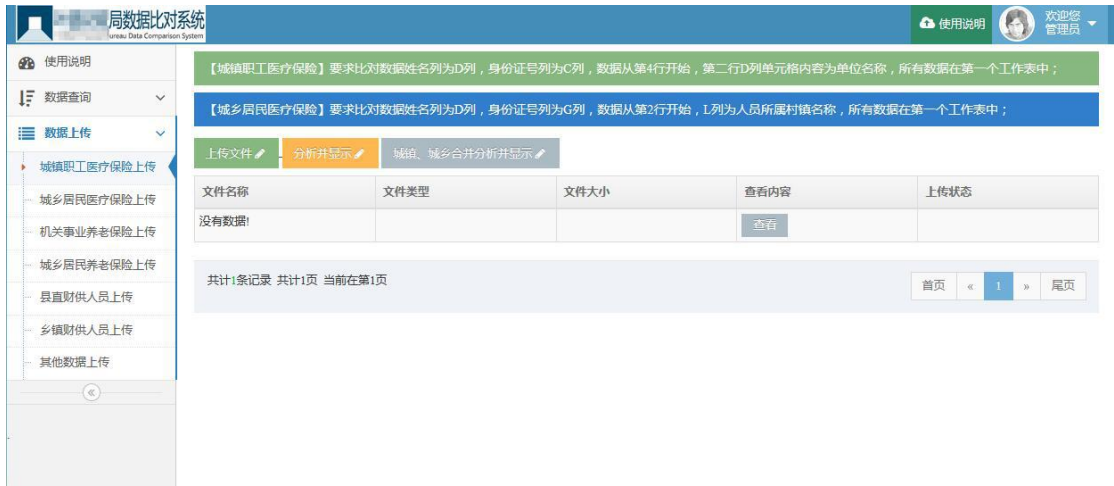 局数据比对系统
ureau Data Comparison System
使用说明
欢迎您
管理员
使用说明
数据查询
数据上传
城镇职工医疗保险上传
城乡居民医疗保险上传
机关事业养老保险上传
城乡居民养老保险上传
县直财供人员上传
乡镇财供人员上传
其他数据上传
【城镇职工医疗保险】要求比对数据姓名列为D列，身份证号列为C列，数据从第4行开始，第二行D列单元格内容为单位名称，所有数据在第一个工作表中；
【城乡居民医疗保险】要求比对数据姓名列为D列，身份证号列为G列，数据从第2行开始，L列为人员所属村镇名称，所有数据在第一个工作表中；
上传文件 分析并显示 城镇、城乡合并分析并显示
文件名称 文件类型 文件大小 查看内容 上传状态
没有数据! 查看
共计1条记录 共计1页 当前在第1页
首页 « 1 » 尾页